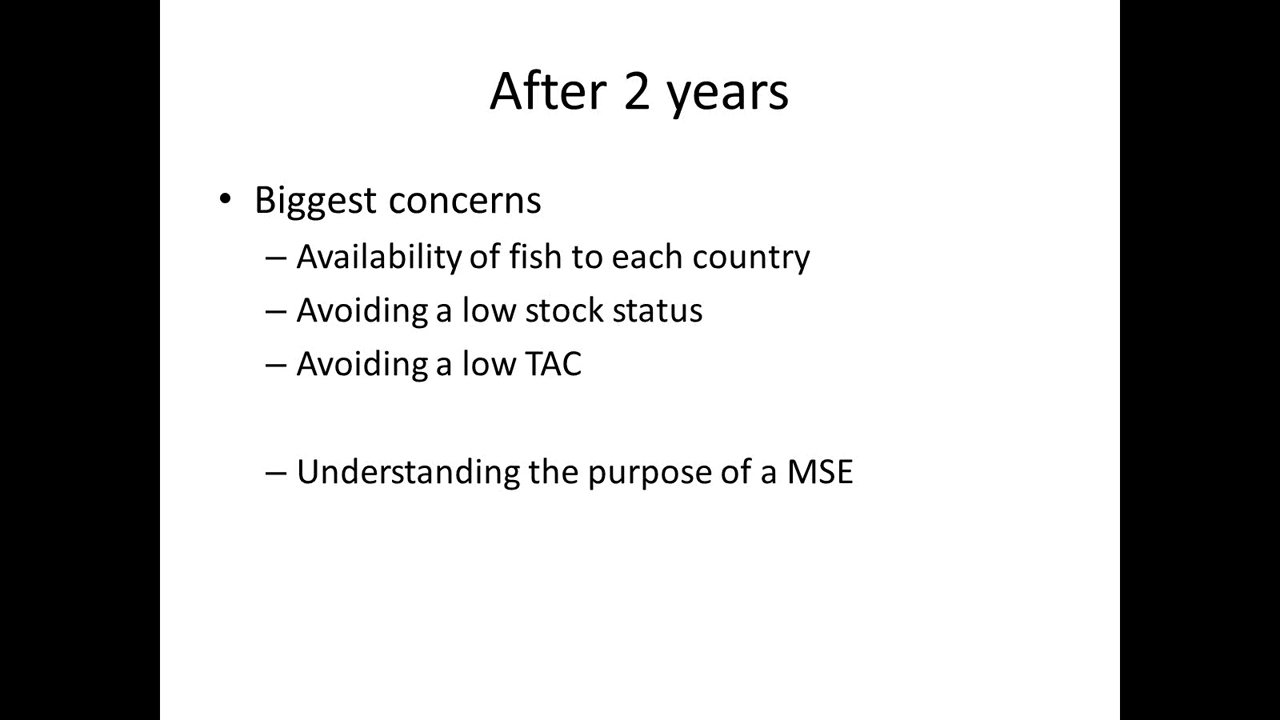 After 2 years
• Biggest concerns
– Availability of fish to each country
– Avoiding a low stock status
– Avoiding a low TAC
– Understanding the purpose of a MSE